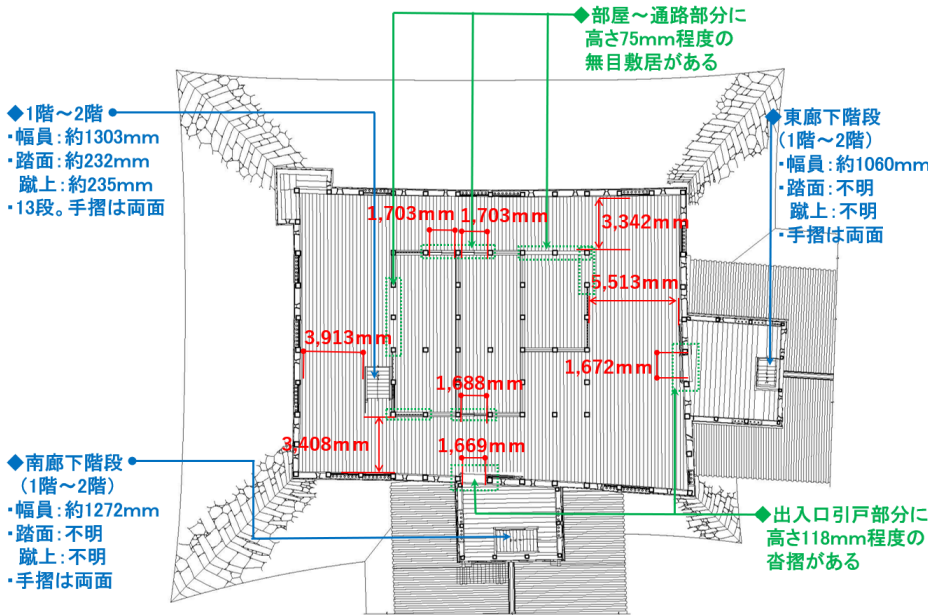 ◆部屋～通路部分に
高さ75mm程度の
無目敷居がある
◆1階～2階
・幅員：約1303mm
・踏面：約232mm
蹴上：約235mm
・13段。手摺は両面
◆東廊下階段
(1階～2階)
・幅員：約1060mm
・踏面：不明
蹴上：不明
・手摺は両面
1,703mm
1,703mm
3,342mm
5,513mm
3,913mm
1,672mm
1,688mm
3,408mm
1,669mm
◆南廊下階段
(1階～2階)
・幅員：約1272mm
・踏面：不明
蹴上：不明
・手摺は両面
◆出入口引戸部分に
高さ118mm程度の
沓摺がある